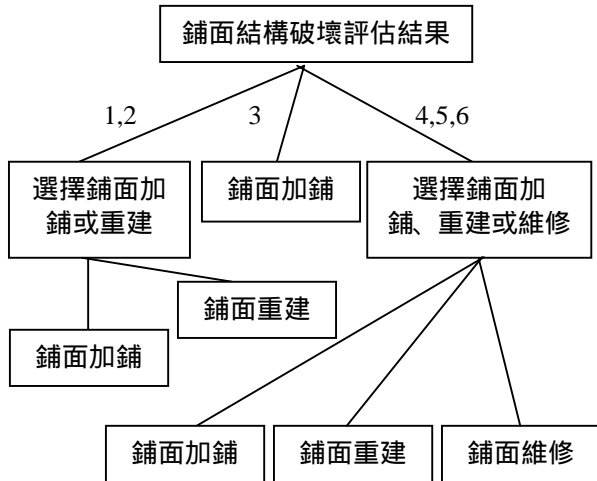 鋪面結構破壞評估結果
1,2
3
4,5,6
選擇鋪面加
鋪或重建
鋪面加鋪
選擇鋪面加
鋪、重建或維修
鋪面重建
鋪面加鋪
鋪面加鋪
鋪面重建
鋪面維修